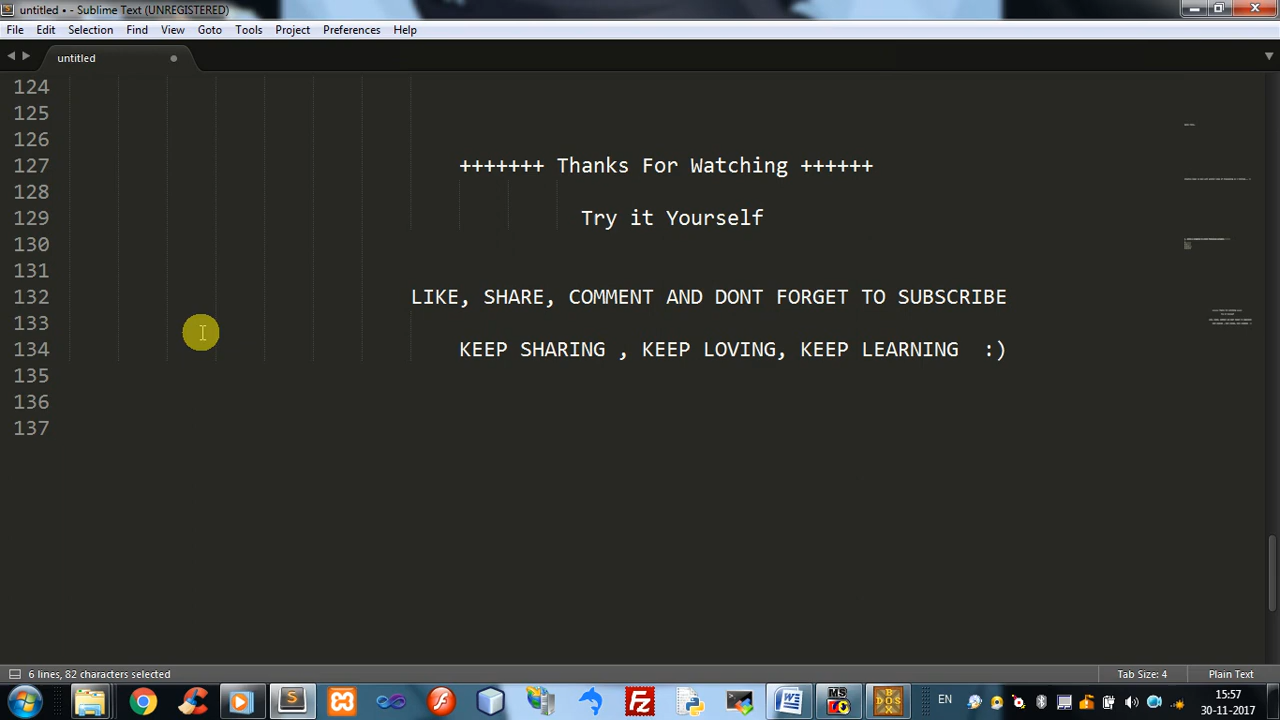 untitled • - Sublime Text (UNREGISTERED)
File Edit Selection Find View Goto Tools Project Preferences Help
untitled
124
125
126
127 +++++++ Thanks For Watching ++++++
128
129 Try it Yourself
130
131
132 LIKE, SHARE, COMMENT AND DONT FORGET TO SUBSCRIBE
133
134 KEEP SHARING , KEEP LOVING, KEEP LEARNING :)
135
136
137
6 lines, 82 characters selected Tab Size: 4 Plain Text
EN 15:57
30-11-2017